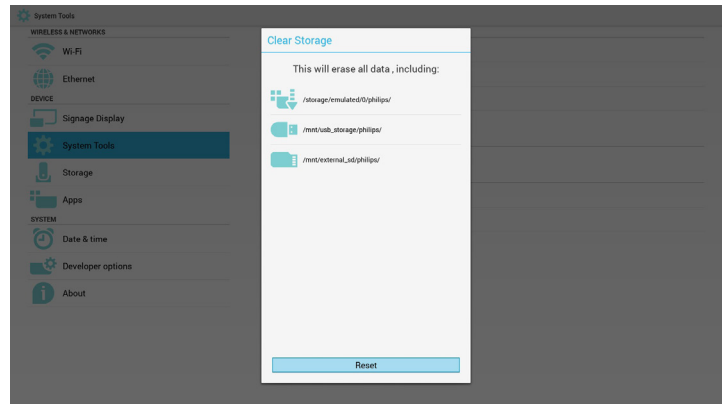 System Tools
WIRELESS & NETWORKS
Wi-Fi
Ethernet
DEVICE
Signage Display
System Tools
Storage
Apps
SYSTEM
Date & time
Developer options
About
Clear Storage
This will erase all data , including:
/storage/emulated/0/philips/
/mnt/usb_storage/philips/
/mnt/external_sd/philips/
Reset